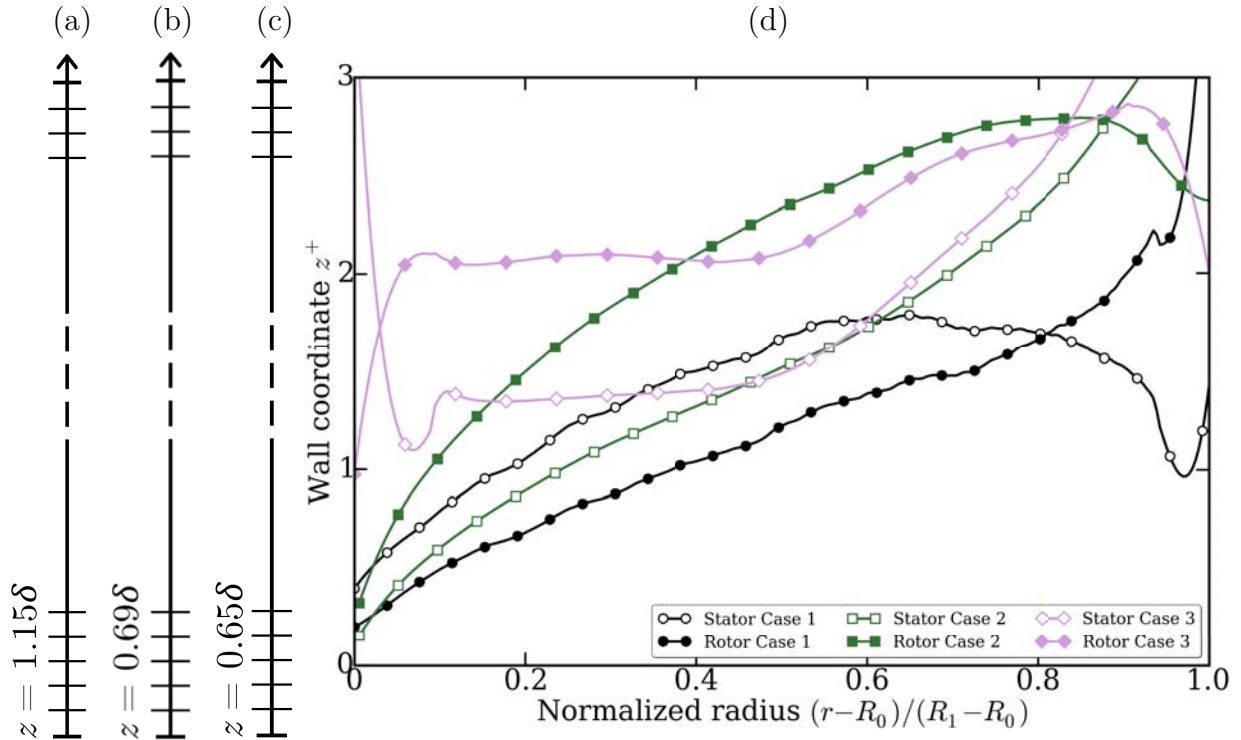 (a)
(b)
(c)
(d)
z = 1.15δ
z = 0.69δ
z = 0.65δ
Wall coordinate z⁺
3
2
1
0
0
0.2
0.4
0.6
0.8
1.0
Normalized radius (r−R₀)/(R₁−R₀)
Stator Case 1
Rotor Case 1
Stator Case 2
Rotor Case 2
Stator Case 3
Rotor Case 3